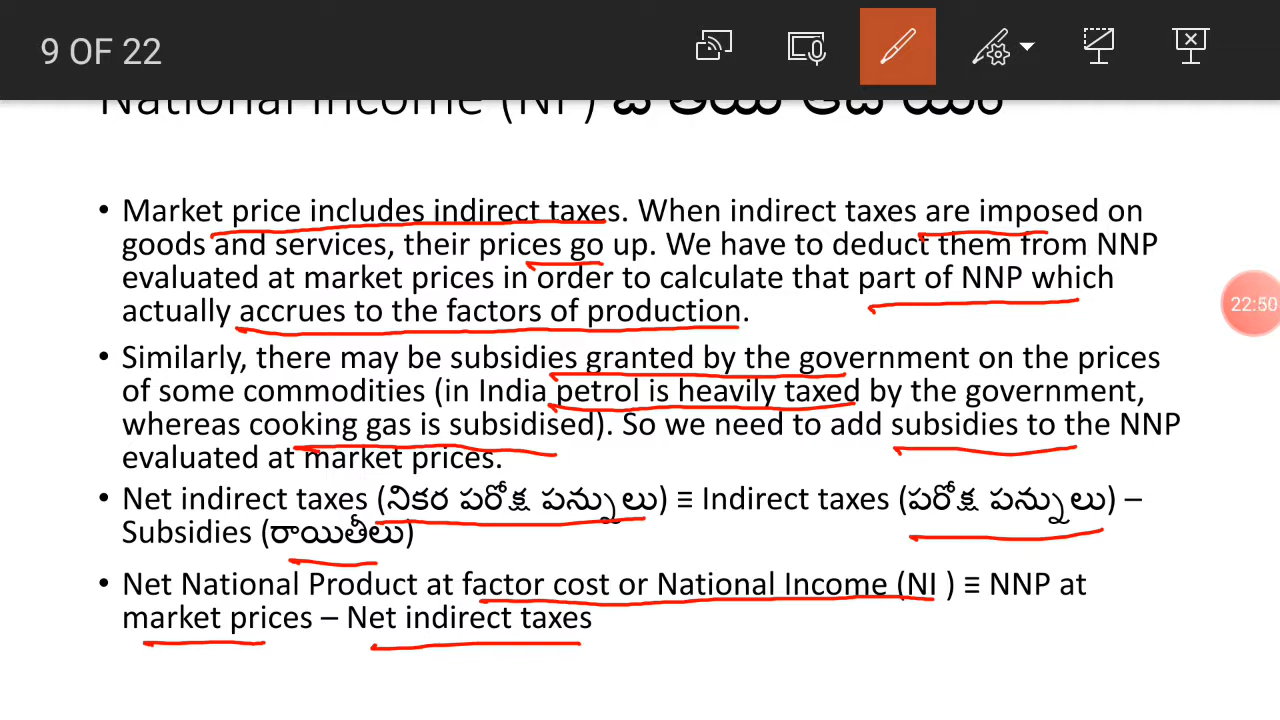 9 OF 22
National Income (NI ) జాతీయ ఆదాయం
• Market price includes indirect taxes. When indirect taxes are imposed on
goods and services, their prices go up. We have to deduct them from NNP
evaluated at market prices in order to calculate that part of NNP which
actually accrues to the factors of production.
22:50
• Similarly, there may be subsidies granted by the government on the prices
of some commodities (in India petrol is heavily taxed by the government,
whereas cooking gas is subsidised). So we need to add subsidies to the NNP
evaluated at market prices.
• Net indirect taxes (నికర పరోక్ష పన్నులు) ≡ Indirect taxes (పరోక్ష పన్నులు) –
Subsidies (రాయితీలు)
• Net National Product at factor cost or National Income (NI ) ≡ NNP at
market prices – Net indirect taxes